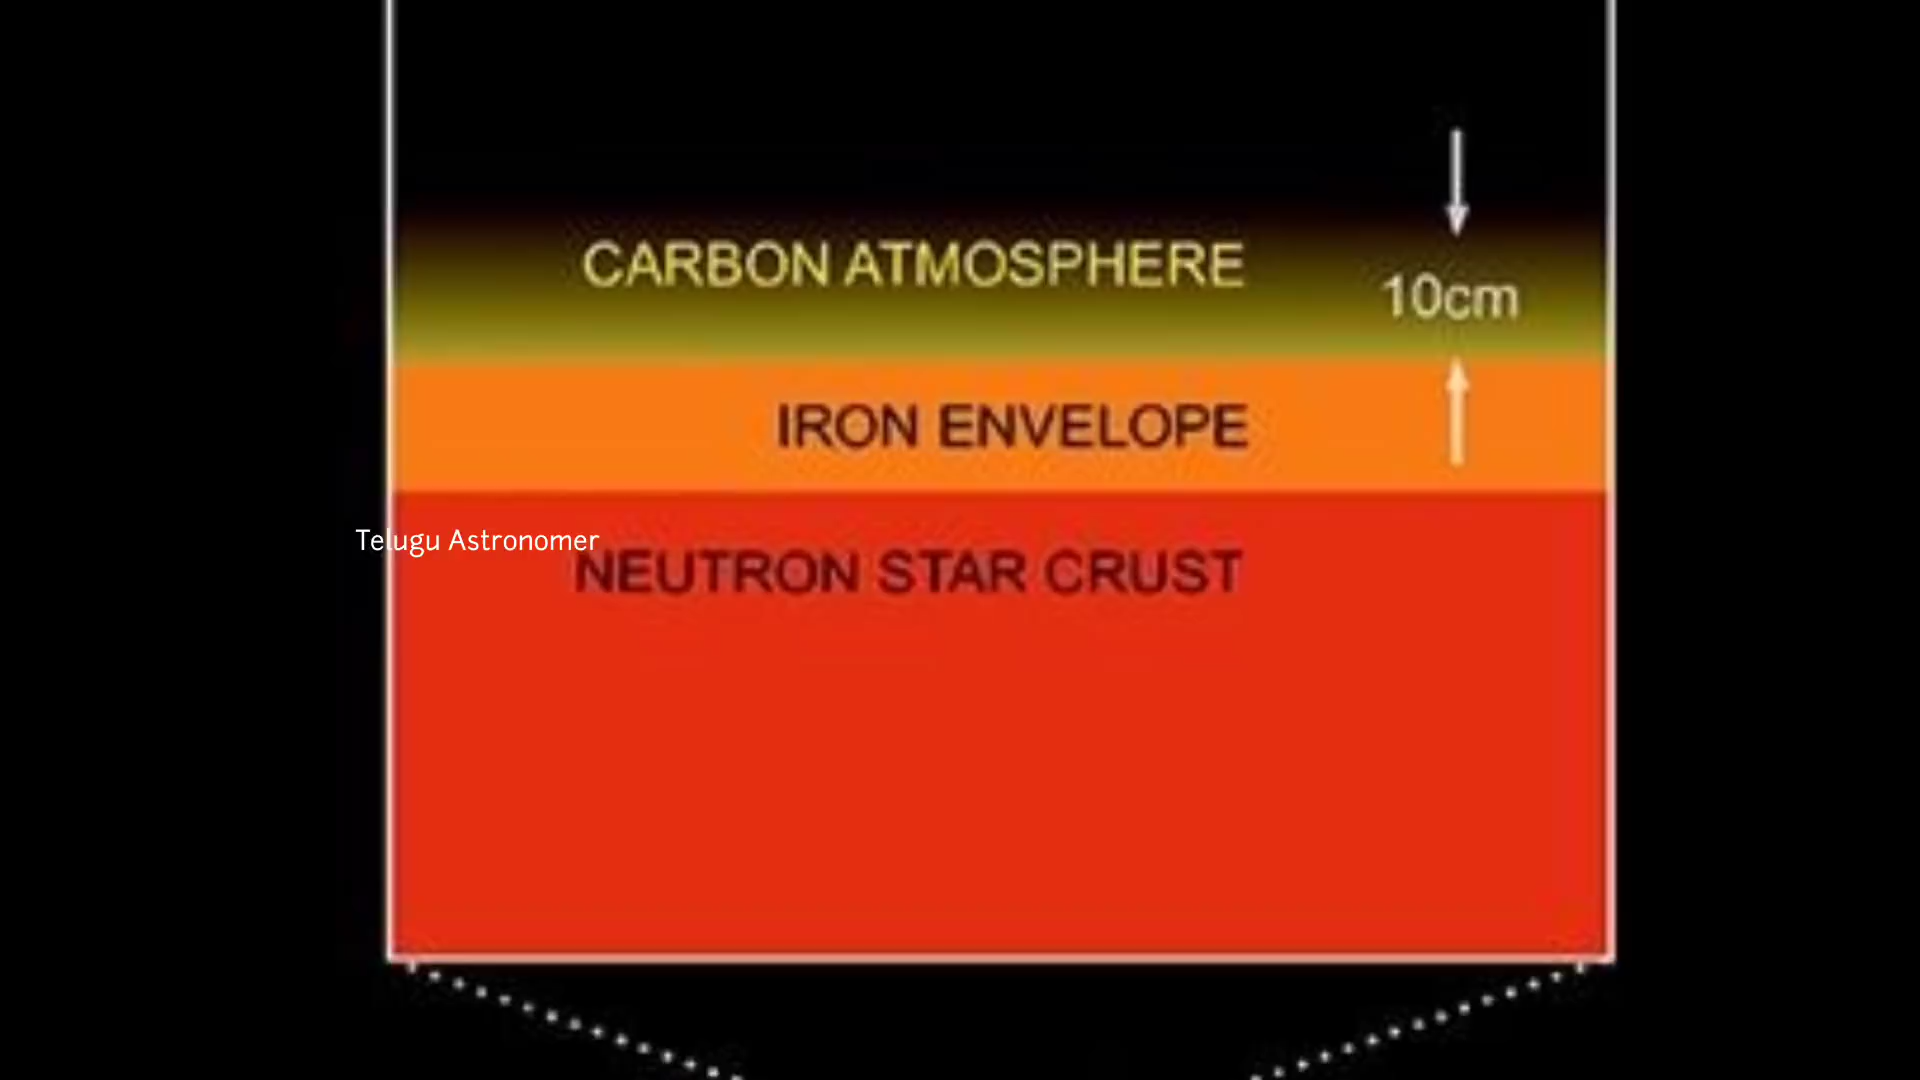 CARBON ATMOSPHERE
10cm
IRON ENVELOPE
Telugu Astronomer
NEUTRON STAR CRUST